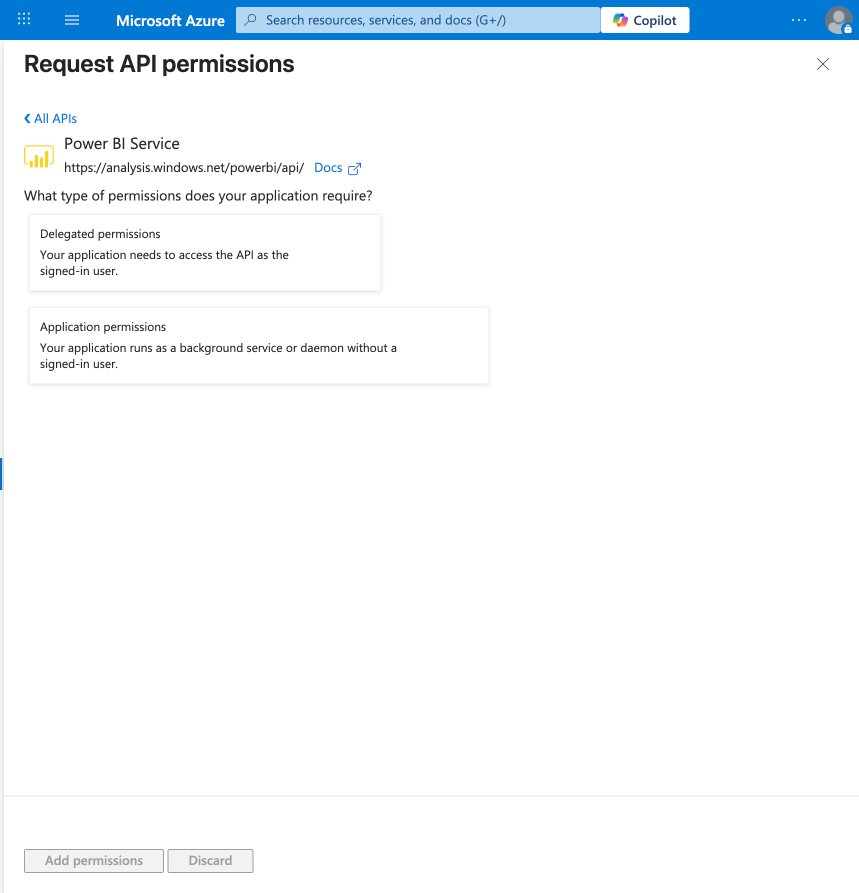 Microsoft Azure
Search resources, services, and docs (G+/)
Copilot
Request API permissions
All APIs
Power BI Service
https://analysis.windows.net/powerbi/api/ Docs
What type of permissions does your application require?
Delegated permissions
Your application needs to access the API as the
signed-in user.
Application permissions
Your application runs as a background service or daemon without a
signed-in user.
Add permissions
Discard